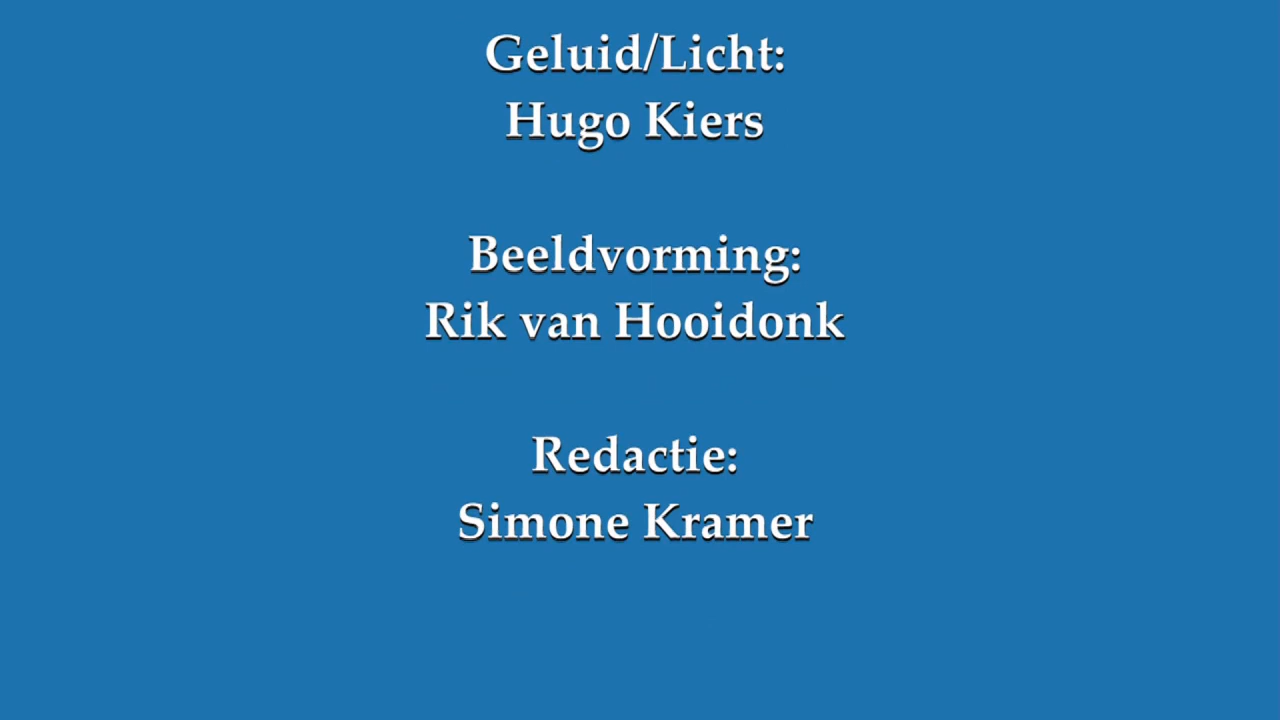 Geluid/Licht:
Hugo Kiers
Beeldvorming:
Rik van Hooidonk
Redactie:
Simone Kramer